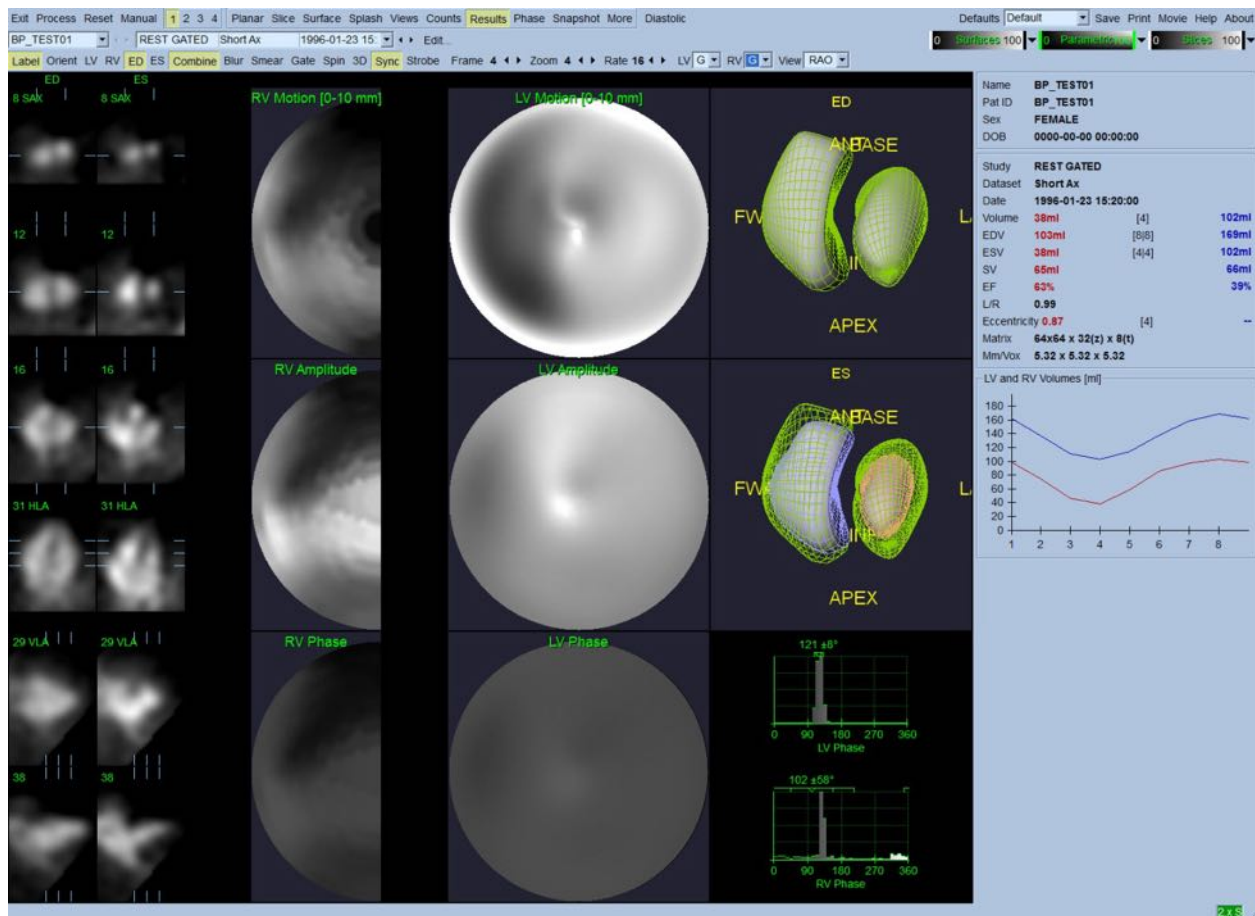 Exit Process Reset Manual 1 2 3 4 Planar Slice Surface Splash Views Counts Results Phase Snapshot More Diastolic Defaults Default Save Print Movie Help About
BP_TEST01 REST GATED Short Ax 1996-01-23 15: Edit... 0 Surfaces 100 0 Parametric 100 0 Slices 100
Label Orient LV RV ED ES Combine Blur Smear Gate Spin 3D Sync Strobe Frame 4 Zoom 4 Rate 16 LV G RV G View RAO
ED ES
8 SAX 8 SAX
12 12
16 16
31 HLA 31 HLA
29 VLA 29 VLA
38 38
RV Motion [0-10 mm] LV Motion [0-10 mm]
RV Amplitude LV Amplitude
RV Phase LV Phase
ED
ANT BASE
FW
APEX
ES
ANT BASE
FW
APEX
121 ±6°
0 90 180 270 360
LV Phase
102 ±58°
0 90 180 270 360
RV Phase
Name BP_TEST01
Pat ID BP_TEST01
Sex FEMALE
DOB 0000-00-00 00:00:00
Study REST GATED
Dataset Short Ax
Date 1996-01-23 15:20:00
Volume 38ml [4] 102ml
EDV 103ml [8|8] 169ml
ESV 38ml [4|4] 102ml
SV 65ml 66ml
EF 63% 39%
L/R 0.99
Eccentricity 0.87 [4] --
Matrix 64x64 x 32(z) x 8(t)
Mm/Vox 5.32 x 5.32 x 5.32
LV and RV Volumes [ml]
180
160
140
120
100
80
60
40
20
0
1 2 3 4 5 6 7 8
2 x S